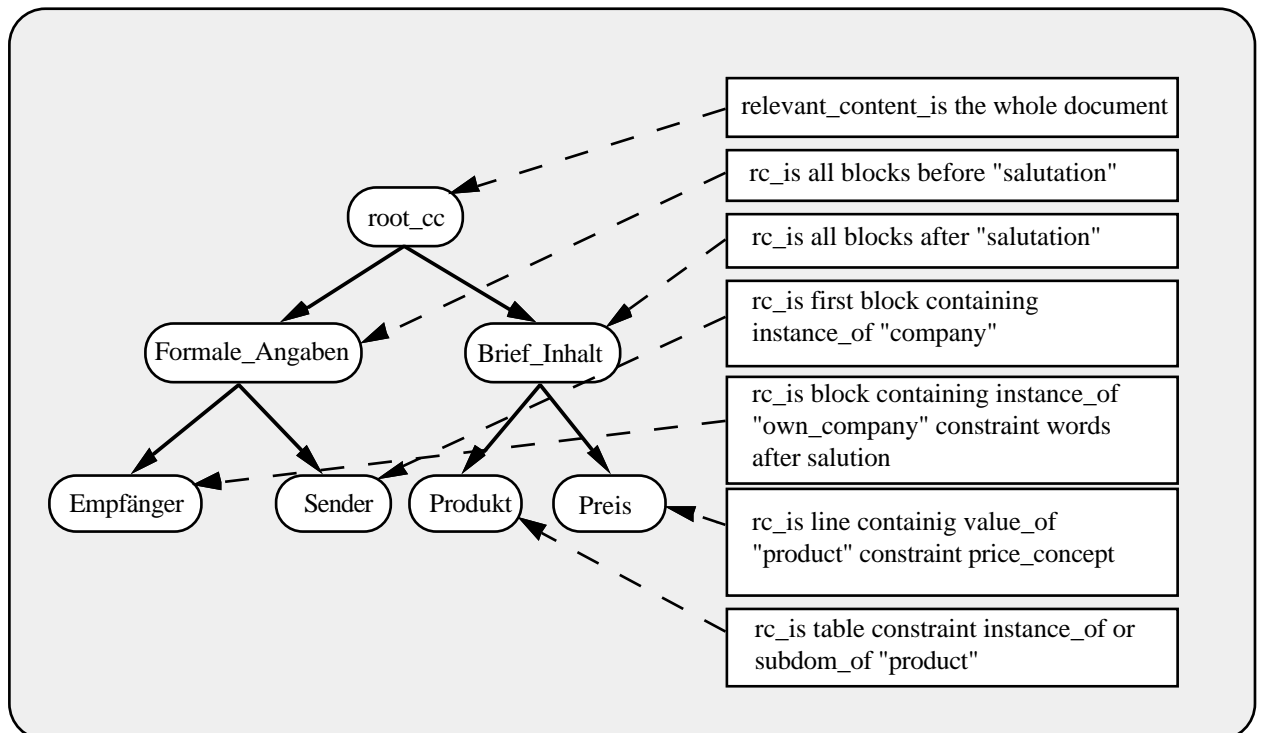 relevant_content_is the whole document
rc_is all blocks before "salutation"
root_cc
rc_is all blocks after "salutation"
rc_is first block containing
instance_of "company"
Formale_Angaben
Brief_Inhalt
rc_is block containing instance_of
"own_company" constraint words
after salution
Empfänger
Sender
Produkt
Preis
rc_is line containig value_of
"product" constraint price_concept
rc_is table constraint instance_of or
subdom_of "product"